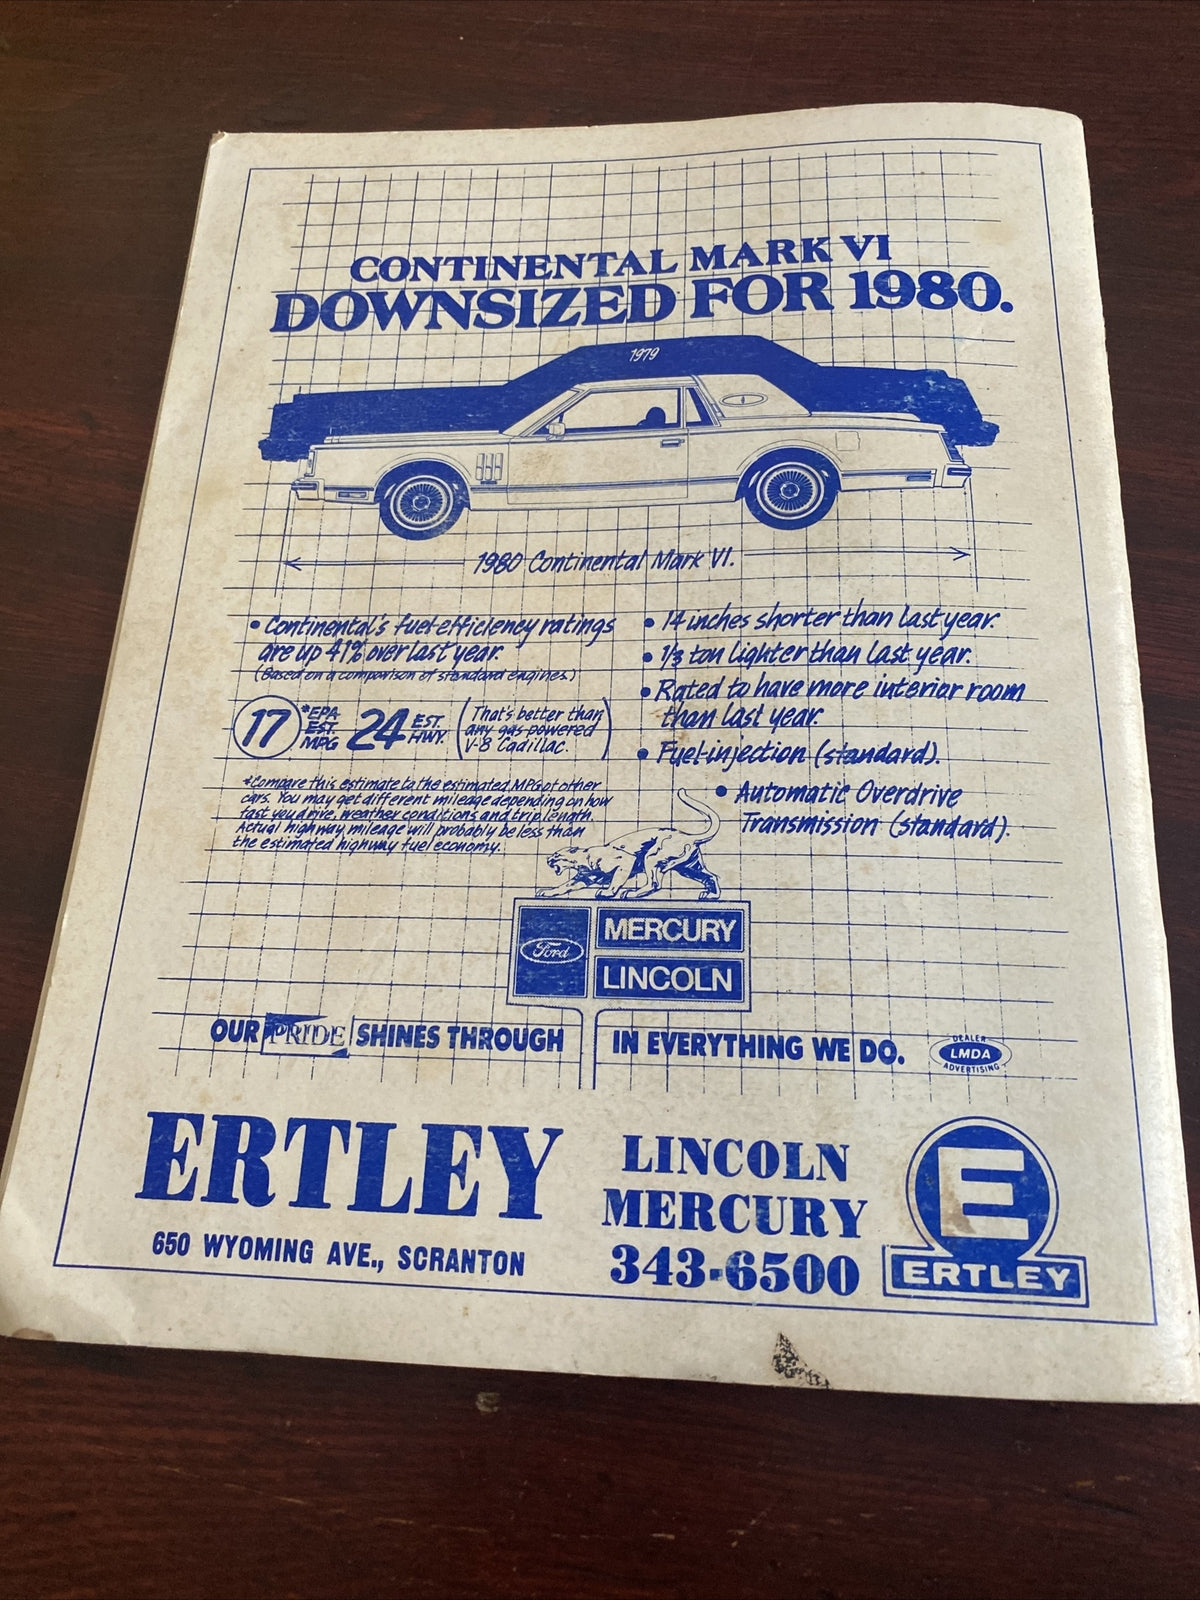 CONTINENTAL MARK VI
DOWNSIZED FOR 1980.
1979
1980 Continental Mark VI.
• Continental's fuel efficiency ratings
are up 41% over last year.
(Based on a comparison of standard engines.)
17 *EPA EST. MPG 24 EST. HWY. (That's better than
any gas-powered
V-8 Cadillac.)
*Compare this estimate to the estimated MPG of other
cars. You may get different mileage depending on how
fast you drive, weather conditions and trip length.
Actual highway mileage will probably be less than
the estimated highway fuel economy.
• 14 inches shorter than last year.
• 1/3 ton lighter than last year.
• Rated to have more interior room
than last year.
• Fuel-injection (standard).
• Automatic Overdrive
Transmission (standard).
Ford
MERCURY
LINCOLN
OUR PRIDE SHINES THROUGH IN EVERYTHING WE DO.
DEALER
LMDA
ADVERTISING
ERTLEY
650 WYOMING AVE., SCRANTON
LINCOLN
MERCURY
343-6500
E
ERTLEY